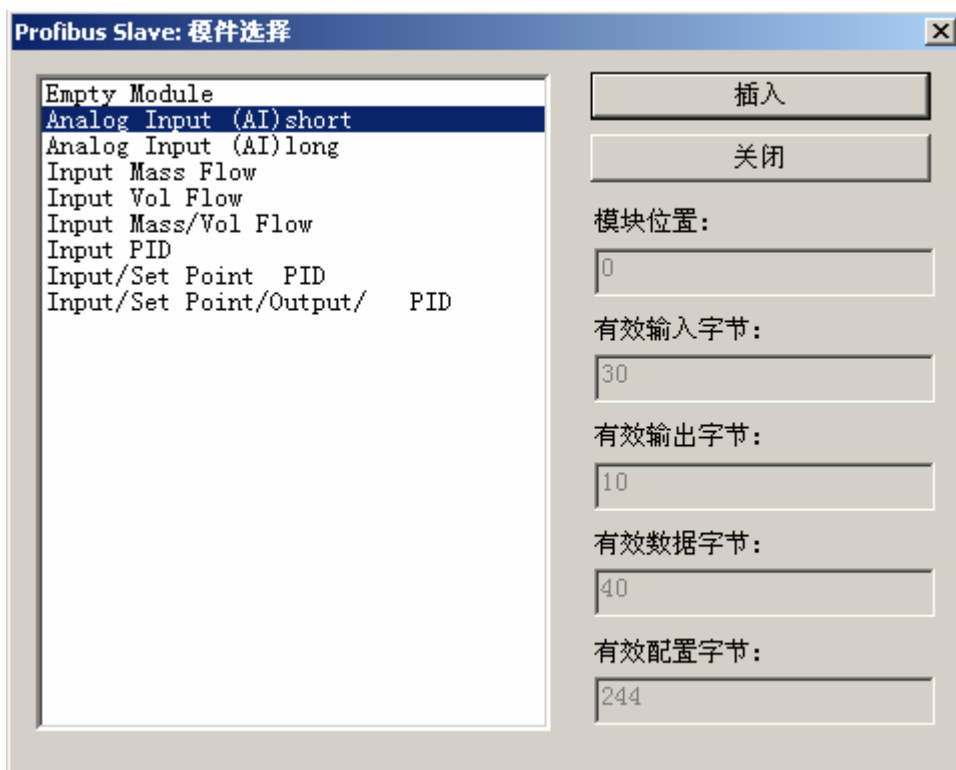 Profibus Slave: 模件选择
Empty Module
Analog Input (AI)short
Analog Input (AI)long
Input Mass Flow
Input Vol Flow
Input Mass/Vol Flow
Input PID
Input/Set Point  PID
Input/Set Point/Output/   PID
插入
关闭
模块位置:
0
有效输入字节:
30
有效输出字节:
10
有效数据字节:
40
有效配置字节:
244